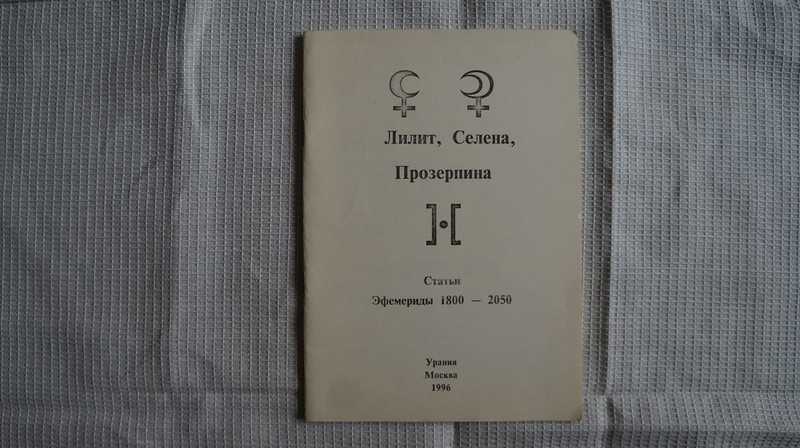 Лилит, Селена,
Прозерпина
Статьи
Эфемериды 1800 — 2050
Урания
Москва
1996